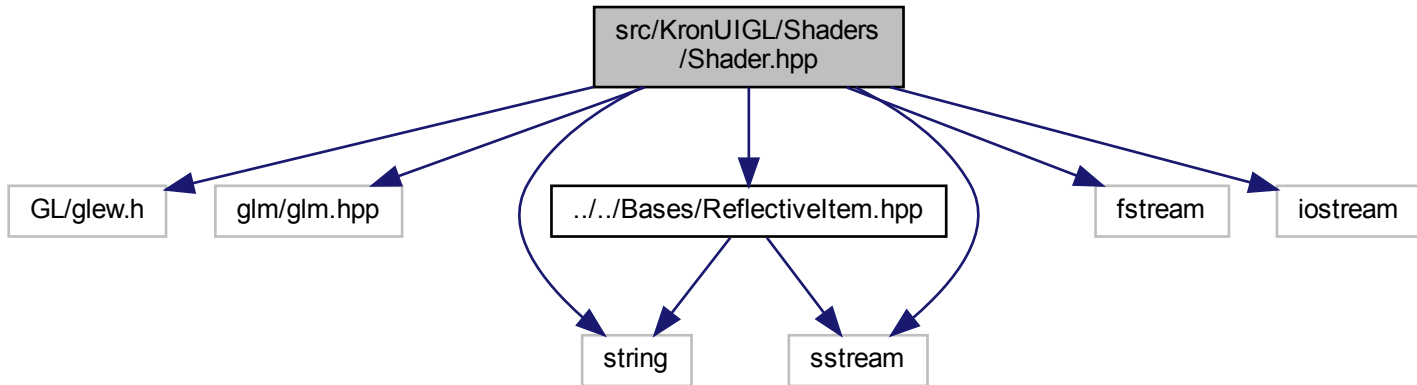 src/KronUIGL/Shaders
/Shader.hpp
GL/glew.h
glm/glm.hpp
../../Bases/ReflectiveItem.hpp
fstream
iostream
string
sstream